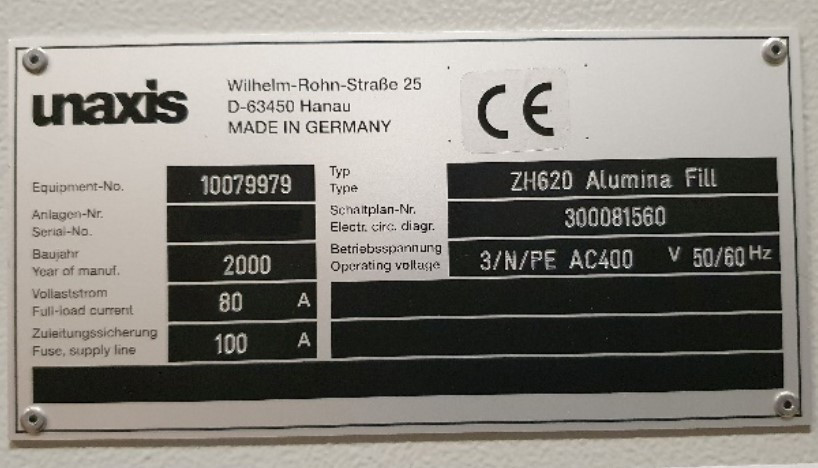 unaxis
Wilhelm-Rohn-Straße 25
D-63450 Hanau
MADE IN GERMANY
CE
Equipment-No. 10079979
Anlagen-Nr.
Serial-No.
Baujahr
Year of manuf. 2000
Vollaststrom
Full-load current 80 A
Zuleitungssicherung
Fuse, supply line 100 A
Typ
Type ZH620 Alumina Fill
Schaltplan-Nr.
Electr. circ. diagr. 300081560
Betriebsspannung
Operating voltage 3/N/PE AC400 V 50/60 Hz